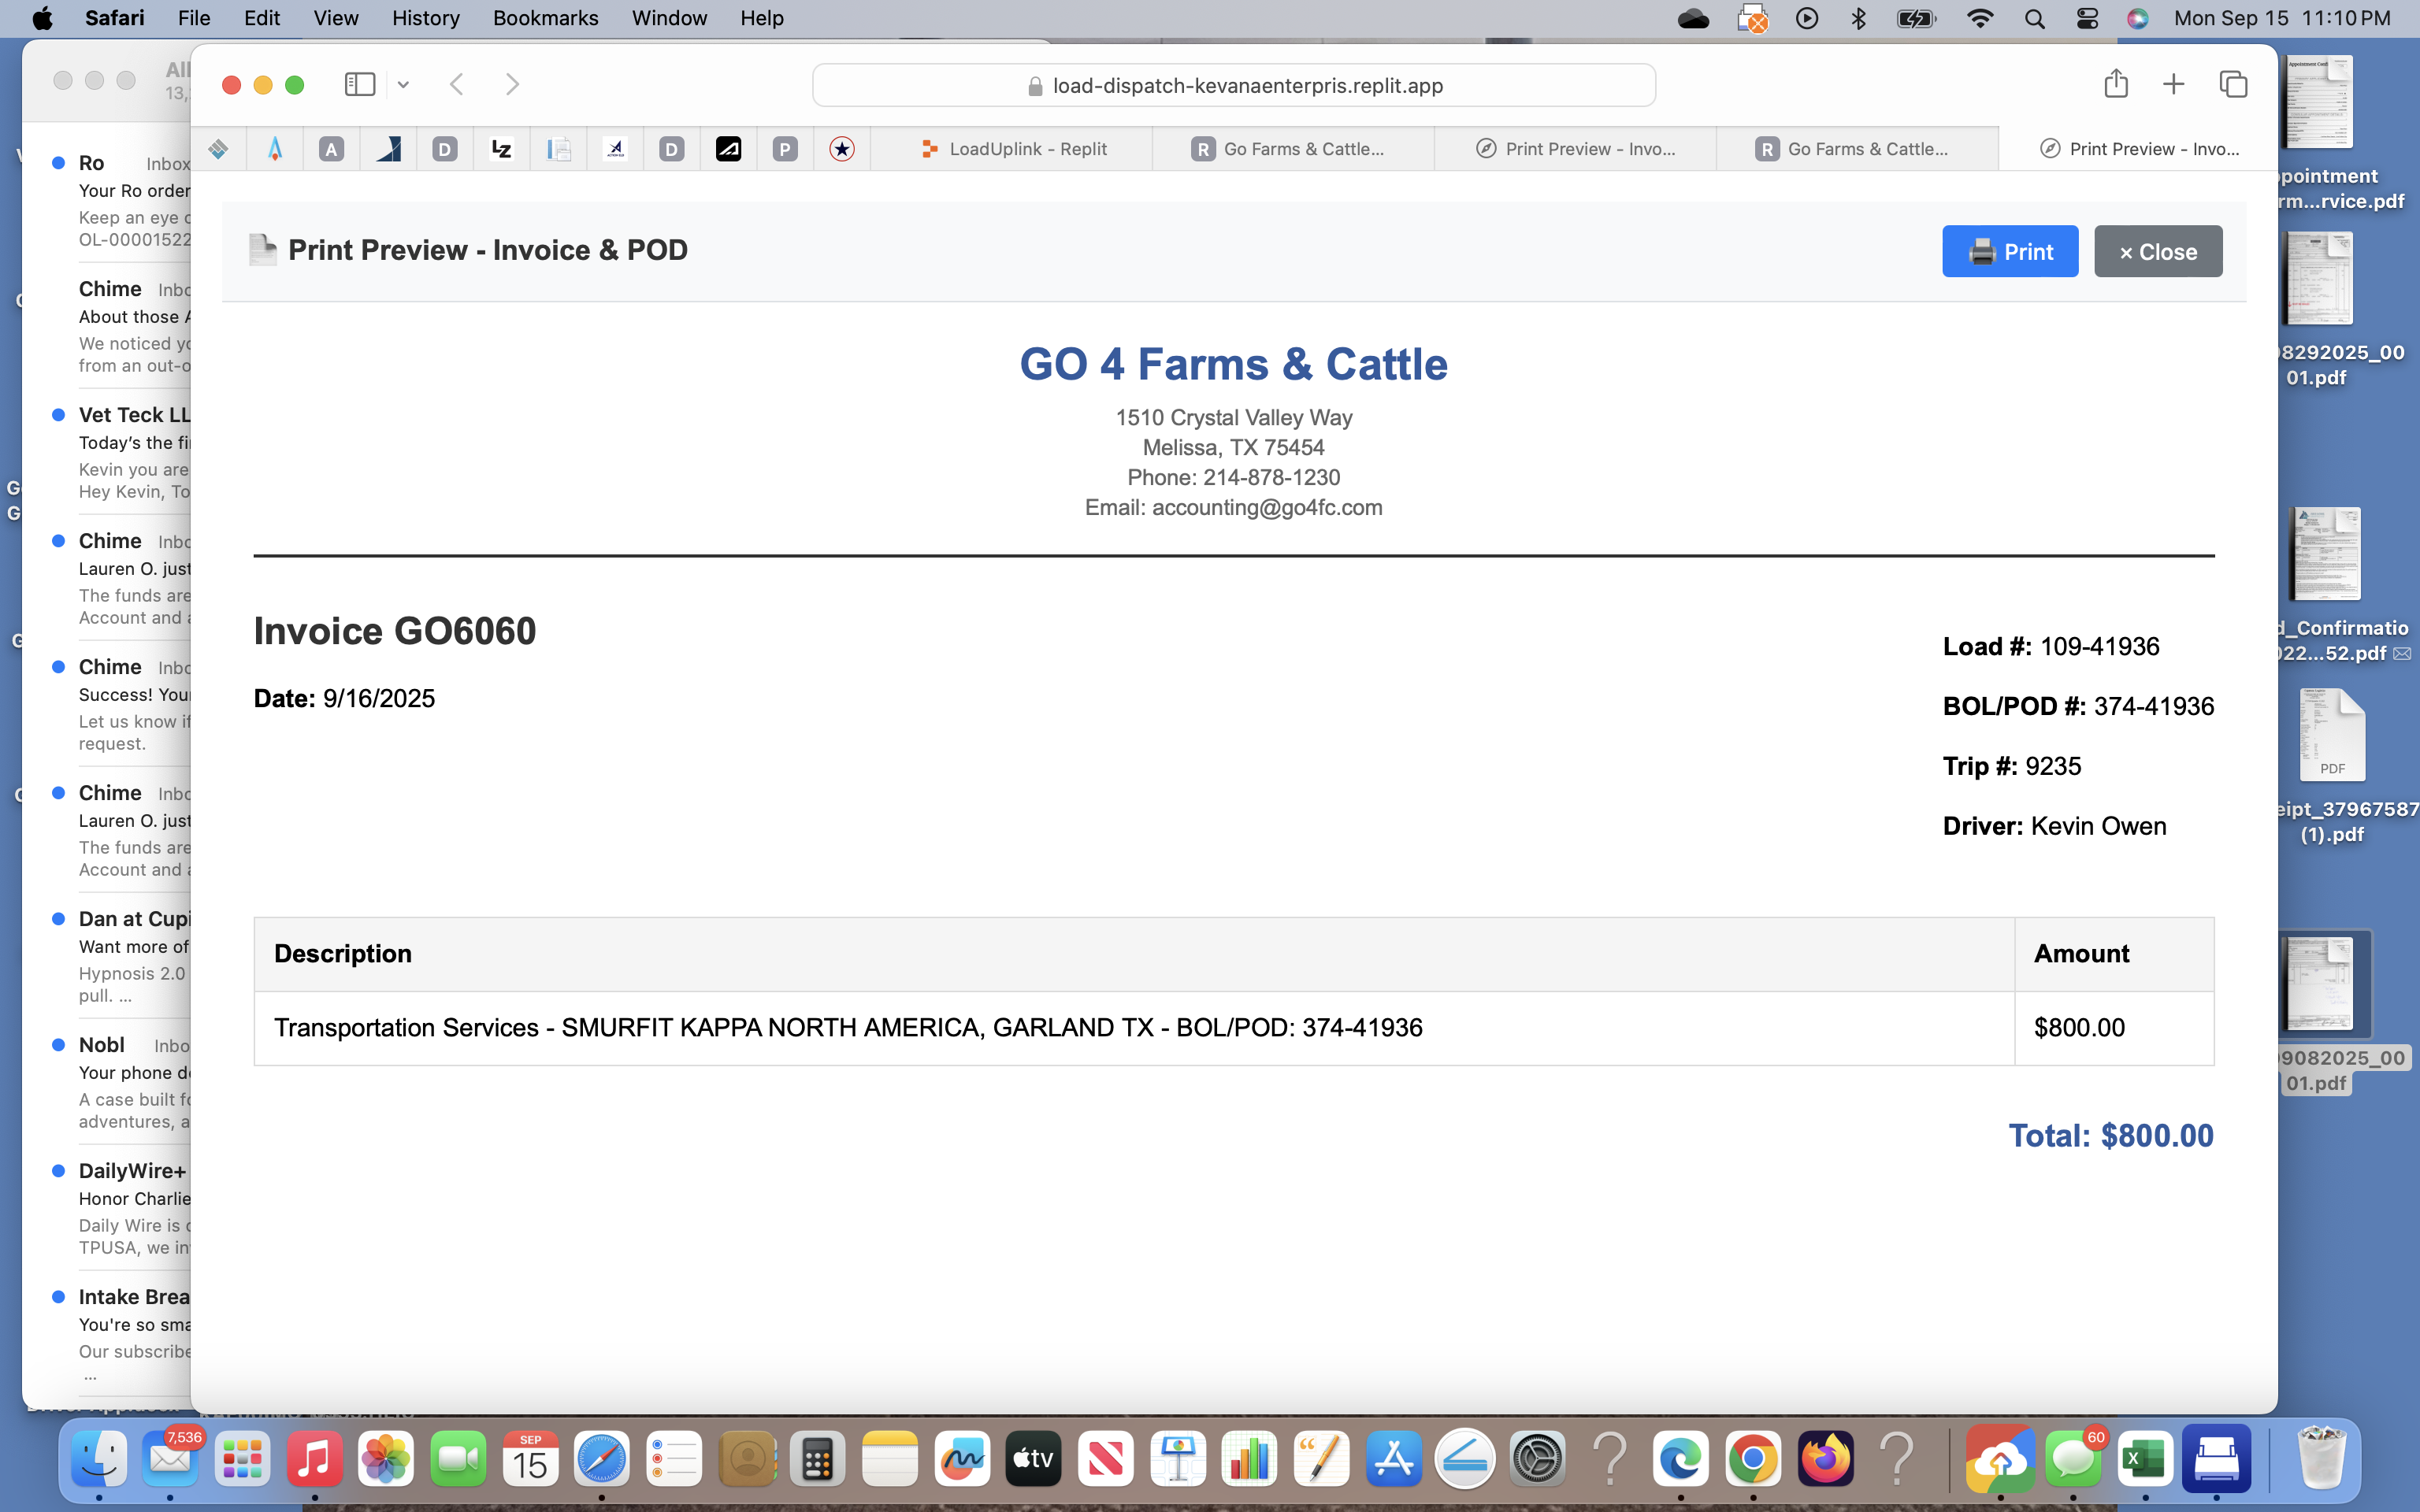 Safari File Edit View History Bookmarks Window Help Mon Sep 15 11:10 PM
All
13,
load-dispatch-kevanaenterpris.replit.app
A D LZ D P LoadUplink - Replit R Go Farms & Cattle... Print Preview - Invo... R Go Farms & Cattle... Print Preview - Invo...
Ro Inbox
Your Ro order
Keep an eye
OL-00001522
Chime Inbo
About those
We noticed yo
from an out-o
Vet Teck LL
Today's the fi
Kevin you are
Hey Kevin, To
Chime Inbo
Lauren O. just
The funds are
Account and
Chime Inbo
Success! You
Let us know if
request.
Chime Inbo
Lauren O. just
The funds are
Account and
Dan at Cupi
Want more of
Hypnosis 2.0
pull. ...
Nobl Inbo
Your phone d
A case built fo
adventures, a
DailyWire+
Honor Charlie
Daily Wire is
TPUSA, we in
Intake Brea
You're so sma
Our subscribe
...
Print Preview - Invoice & POD
Print
× Close
GO 4 Farms & Cattle
1510 Crystal Valley Way
Melissa, TX 75454
Phone: 214-878-1230
Email: accounting@go4fc.com
Invoice GO6060
Date: 9/16/2025
Load #: 109-41936
BOL/POD #: 374-41936
Trip #: 9235
Driver: Kevin Owen
Description Amount
Transportation Services - SMURFIT KAPPA NORTH AMERICA, GARLAND TX - BOL/POD: 374-41936 $800.00
Total: $800.00
ppointment
rm...rvice.pdf
08292025_00
01.pdf
d_Confirmatio
022...52.pdf
PDF
eipt_37967587
(1).pdf
09082025_00
01.pdf
7,536
SEP
15
tv
60